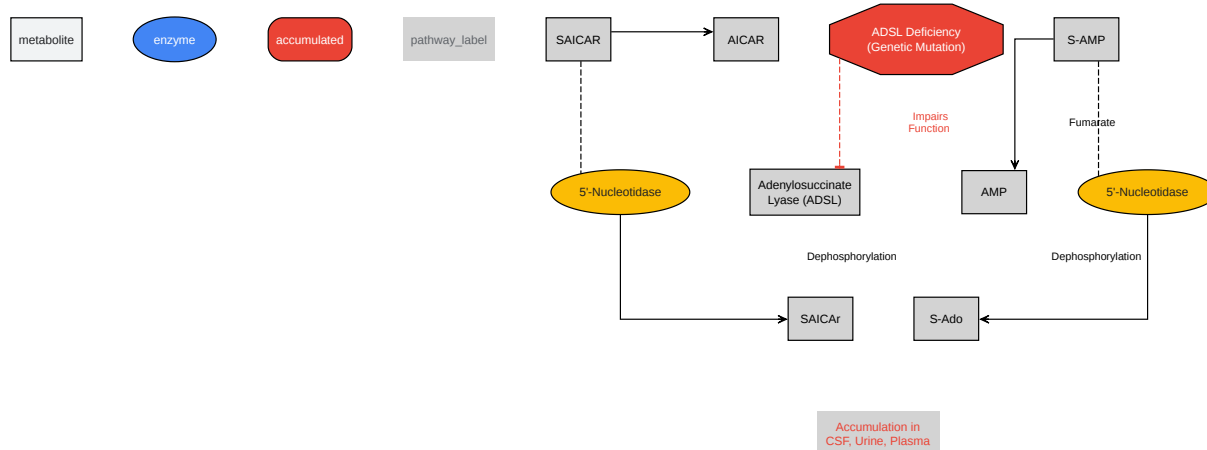 metabolite
enzyme
accumulated
pathway_label
SAICAR
AICAR
ADSL Deficiency
(Genetic Mutation)
S-AMP
Impairs
Function
Fumarate
5'-Nucleotidase
Adenylosuccinate
Lyase (ADSL)
AMP
5'-Nucleotidase
Dephosphorylation
Dephosphorylation
SAICAr
S-Ado
Accumulation in
CSF, Urine, Plasma